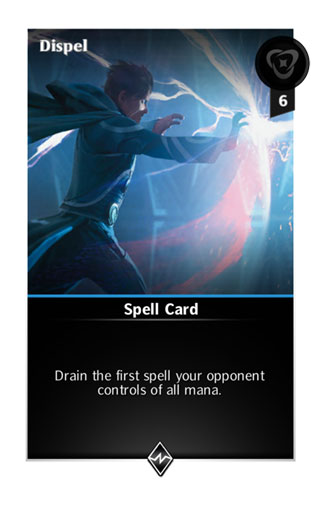 Dispel
6
Spell Card
Drain the first spell your opponent
controls of all mana.